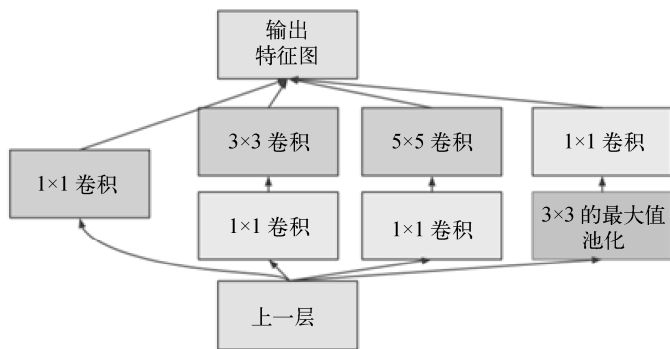 输出
特征图
3×3 卷积
5×5 卷积
1×1 卷积
1×1 卷积
1×1 卷积
1×1 卷积
3×3 的最大值
池化
上一层